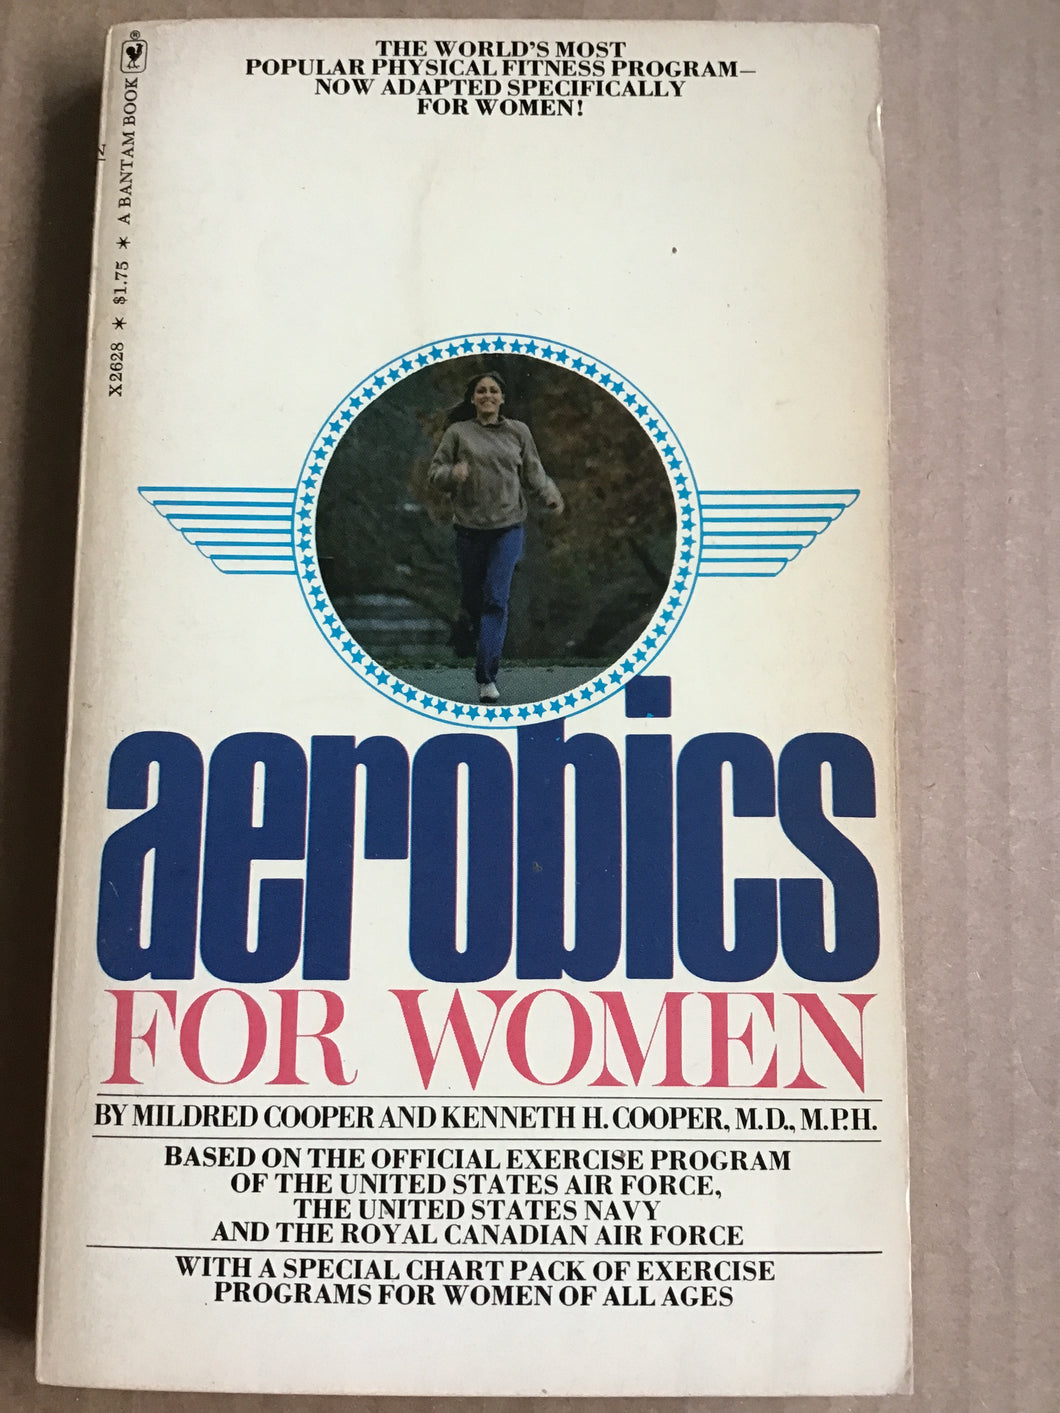 THE WORLD'S MOST
POPULAR PHYSICAL FITNESS PROGRAM—
NOW ADAPTED SPECIFICALLY
FOR WOMEN!
X2628 * $1.75 * A BANTAM BOOK ®
aerobics
FOR WOMEN
BY MILDRED COOPER AND KENNETH H. COOPER, M.D., M.P.H.
BASED ON THE OFFICIAL EXERCISE PROGRAM
OF THE UNITED STATES AIR FORCE,
THE UNITED STATES NAVY
AND THE ROYAL CANADIAN AIR FORCE
WITH A SPECIAL CHART PACK OF EXERCISE
PROGRAMS FOR WOMEN OF ALL AGES